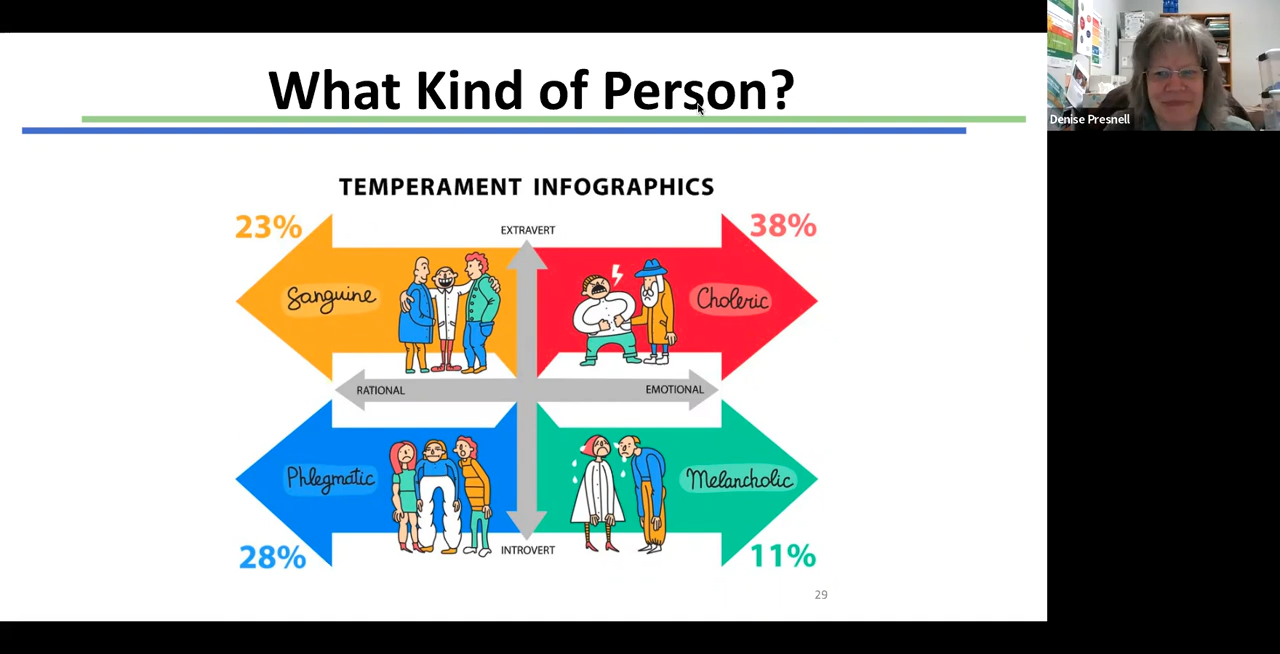 What Kind of Person?
Denise Presnell
TEMPERAMENT INFOGRAPHICS
23%
EXTRAVERT
38%
Sanguine
Choleric
RATIONAL
EMOTIONAL
Phlegmatic
Melancholic
28%
INTROVERT
11%
29